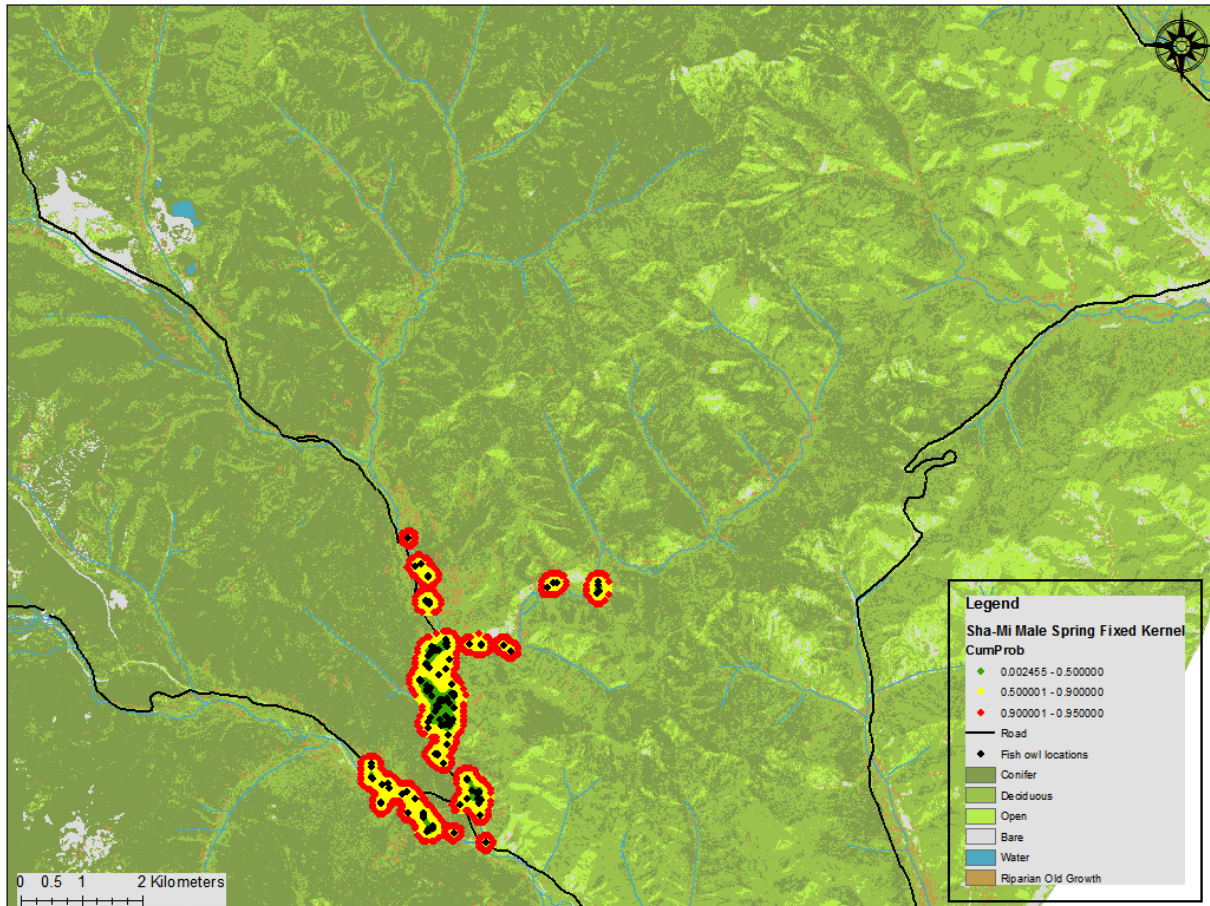 Legend
Sha-Mi Male Spring Fixed Kernel
CumProb
0.002455 - 0.500000
0.500001 - 0.900000
0.900001 - 0.950000
Road
Fish owl locations
Conifer
Deciduous
Open
Bare
Water
Riparian Old Growth
0 0.5 1 2 Kilometers